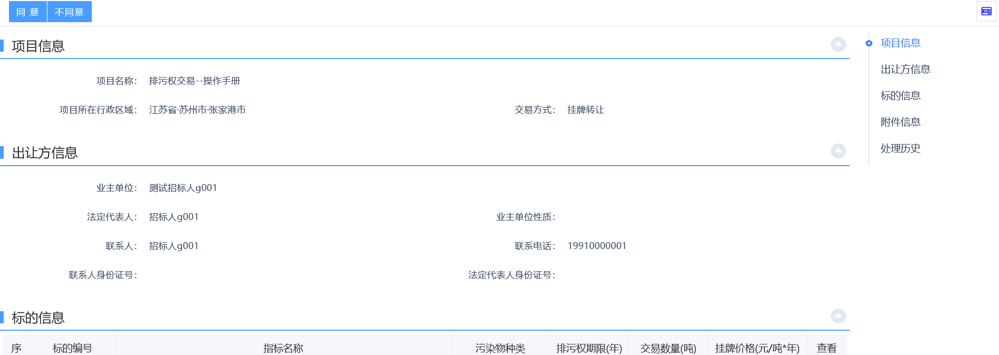 同 意 不同意
项目信息
项目名称： 排污权交易--操作手册
项目所在行政区域： 江苏省·苏州市·张家港市 交易方式： 挂牌转让
出让方信息
业主单位： 测试招标人g001
法定代表人： 招标人g001 业主单位性质：
联系人： 招标人g001 联系电话： 19910000001
联系人身份证号： 法定代表人身份证号：
标的信息
序 标的编号 指标名称 污染物种类 排污权期限(年) 交易数量(吨) 挂牌价格(元/吨*年) 查看
项目信息
出让方信息
标的信息
附件信息
处理历史